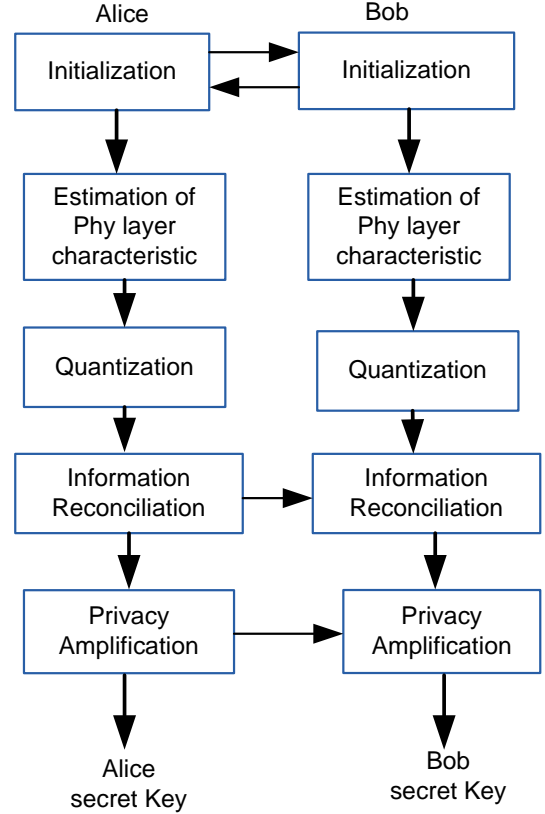 Alice
Bob
Initialization
Initialization
Estimation of
Phy layer
characteristic
Estimation of
Phy layer
characteristic
Quantization
Quantization
Information
Reconciliation
Information
Reconciliation
Privacy
Amplification
Privacy
Amplification
Alice
secret Key
Bob
secret Key